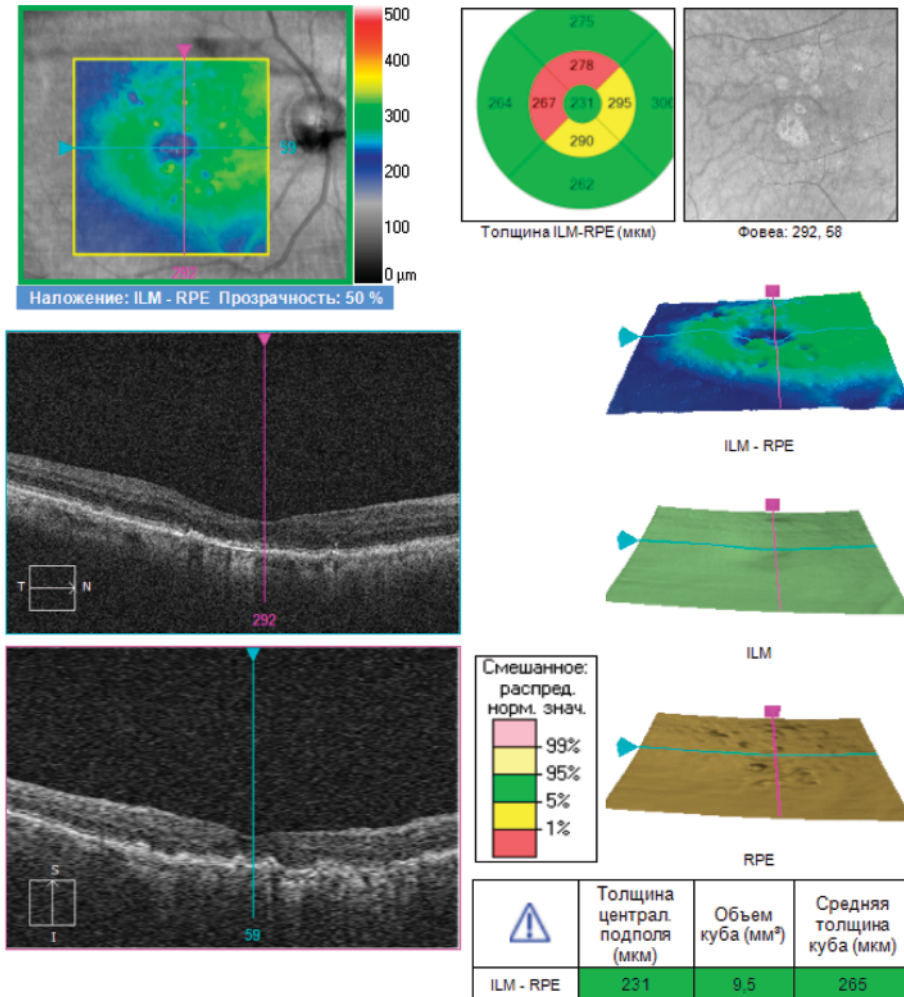 500
400
300
200
100
0 µm
59
292
Наложение: ILM - RPE Прозрачность: 50 %
275
278
264
267
231
295
306
290
262
Толщина ILM-RPE (мкм)
Фовеа: 292, 58
ILM - RPE
T
N
292
ILM
S
I
59
Смешанное:
распред.
норм. знач.
99%
95%
5%
1%
RPE
Толщина
централ.
подполя
(мкм)
Объем
куба (мм³)
Средняя
толщина
куба (мкм)
ILM - RPE
231
9,5
265